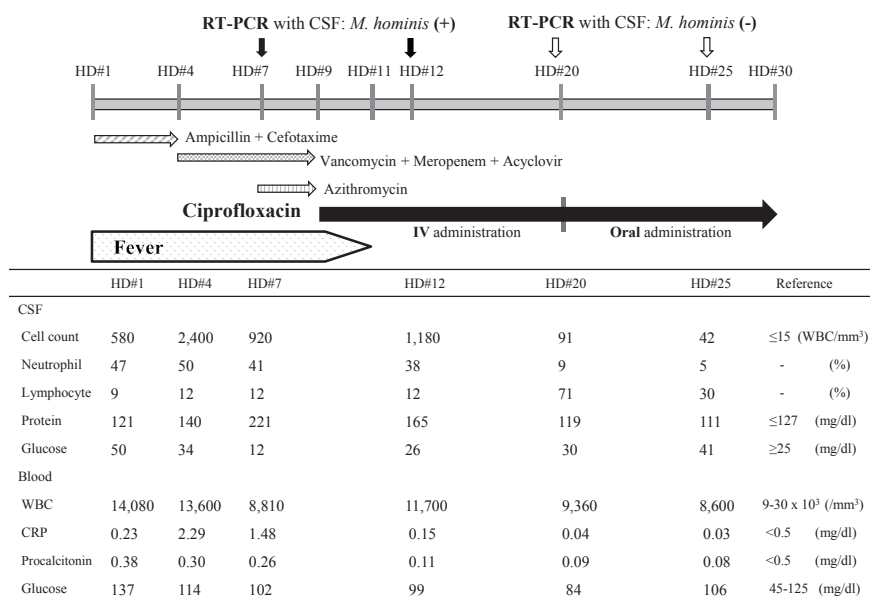 RT-PCR with CSF: M. hominis (+) RT-PCR with CSF: M. hominis (-)
HD#1 HD#4 HD#7 HD#9 HD#11 HD#12 HD#20 HD#25 HD#30
Ampicillin + Cefotaxime
Vancomycin + Meropenem + Acyclovir
Azithromycin
Ciprofloxacin
IV administration Oral administration
Fever
HD#1 HD#4 HD#7 HD#12 HD#20 HD#25 Reference
CSF
Cell count 580 2,400 920 1,180 91 42 ≤15 (WBC/mm³)
Neutrophil 47 50 41 38 9 5 - (%)
Lymphocyte 9 12 12 12 71 30 - (%)
Protein 121 140 221 165 119 111 ≤127 (mg/dl)
Glucose 50 34 12 26 30 41 ≥25 (mg/dl)
Blood
WBC 14,080 13,600 8,810 11,700 9,360 8,600 9-30 x 10³ (/mm³)
CRP 0.23 2.29 1.48 0.15 0.04 0.03 <0.5 (mg/dl)
Procalcitonin 0.38 0.30 0.26 0.11 0.09 0.08 <0.5 (mg/dl)
Glucose 137 114 102 99 84 106 45-125 (mg/dl)